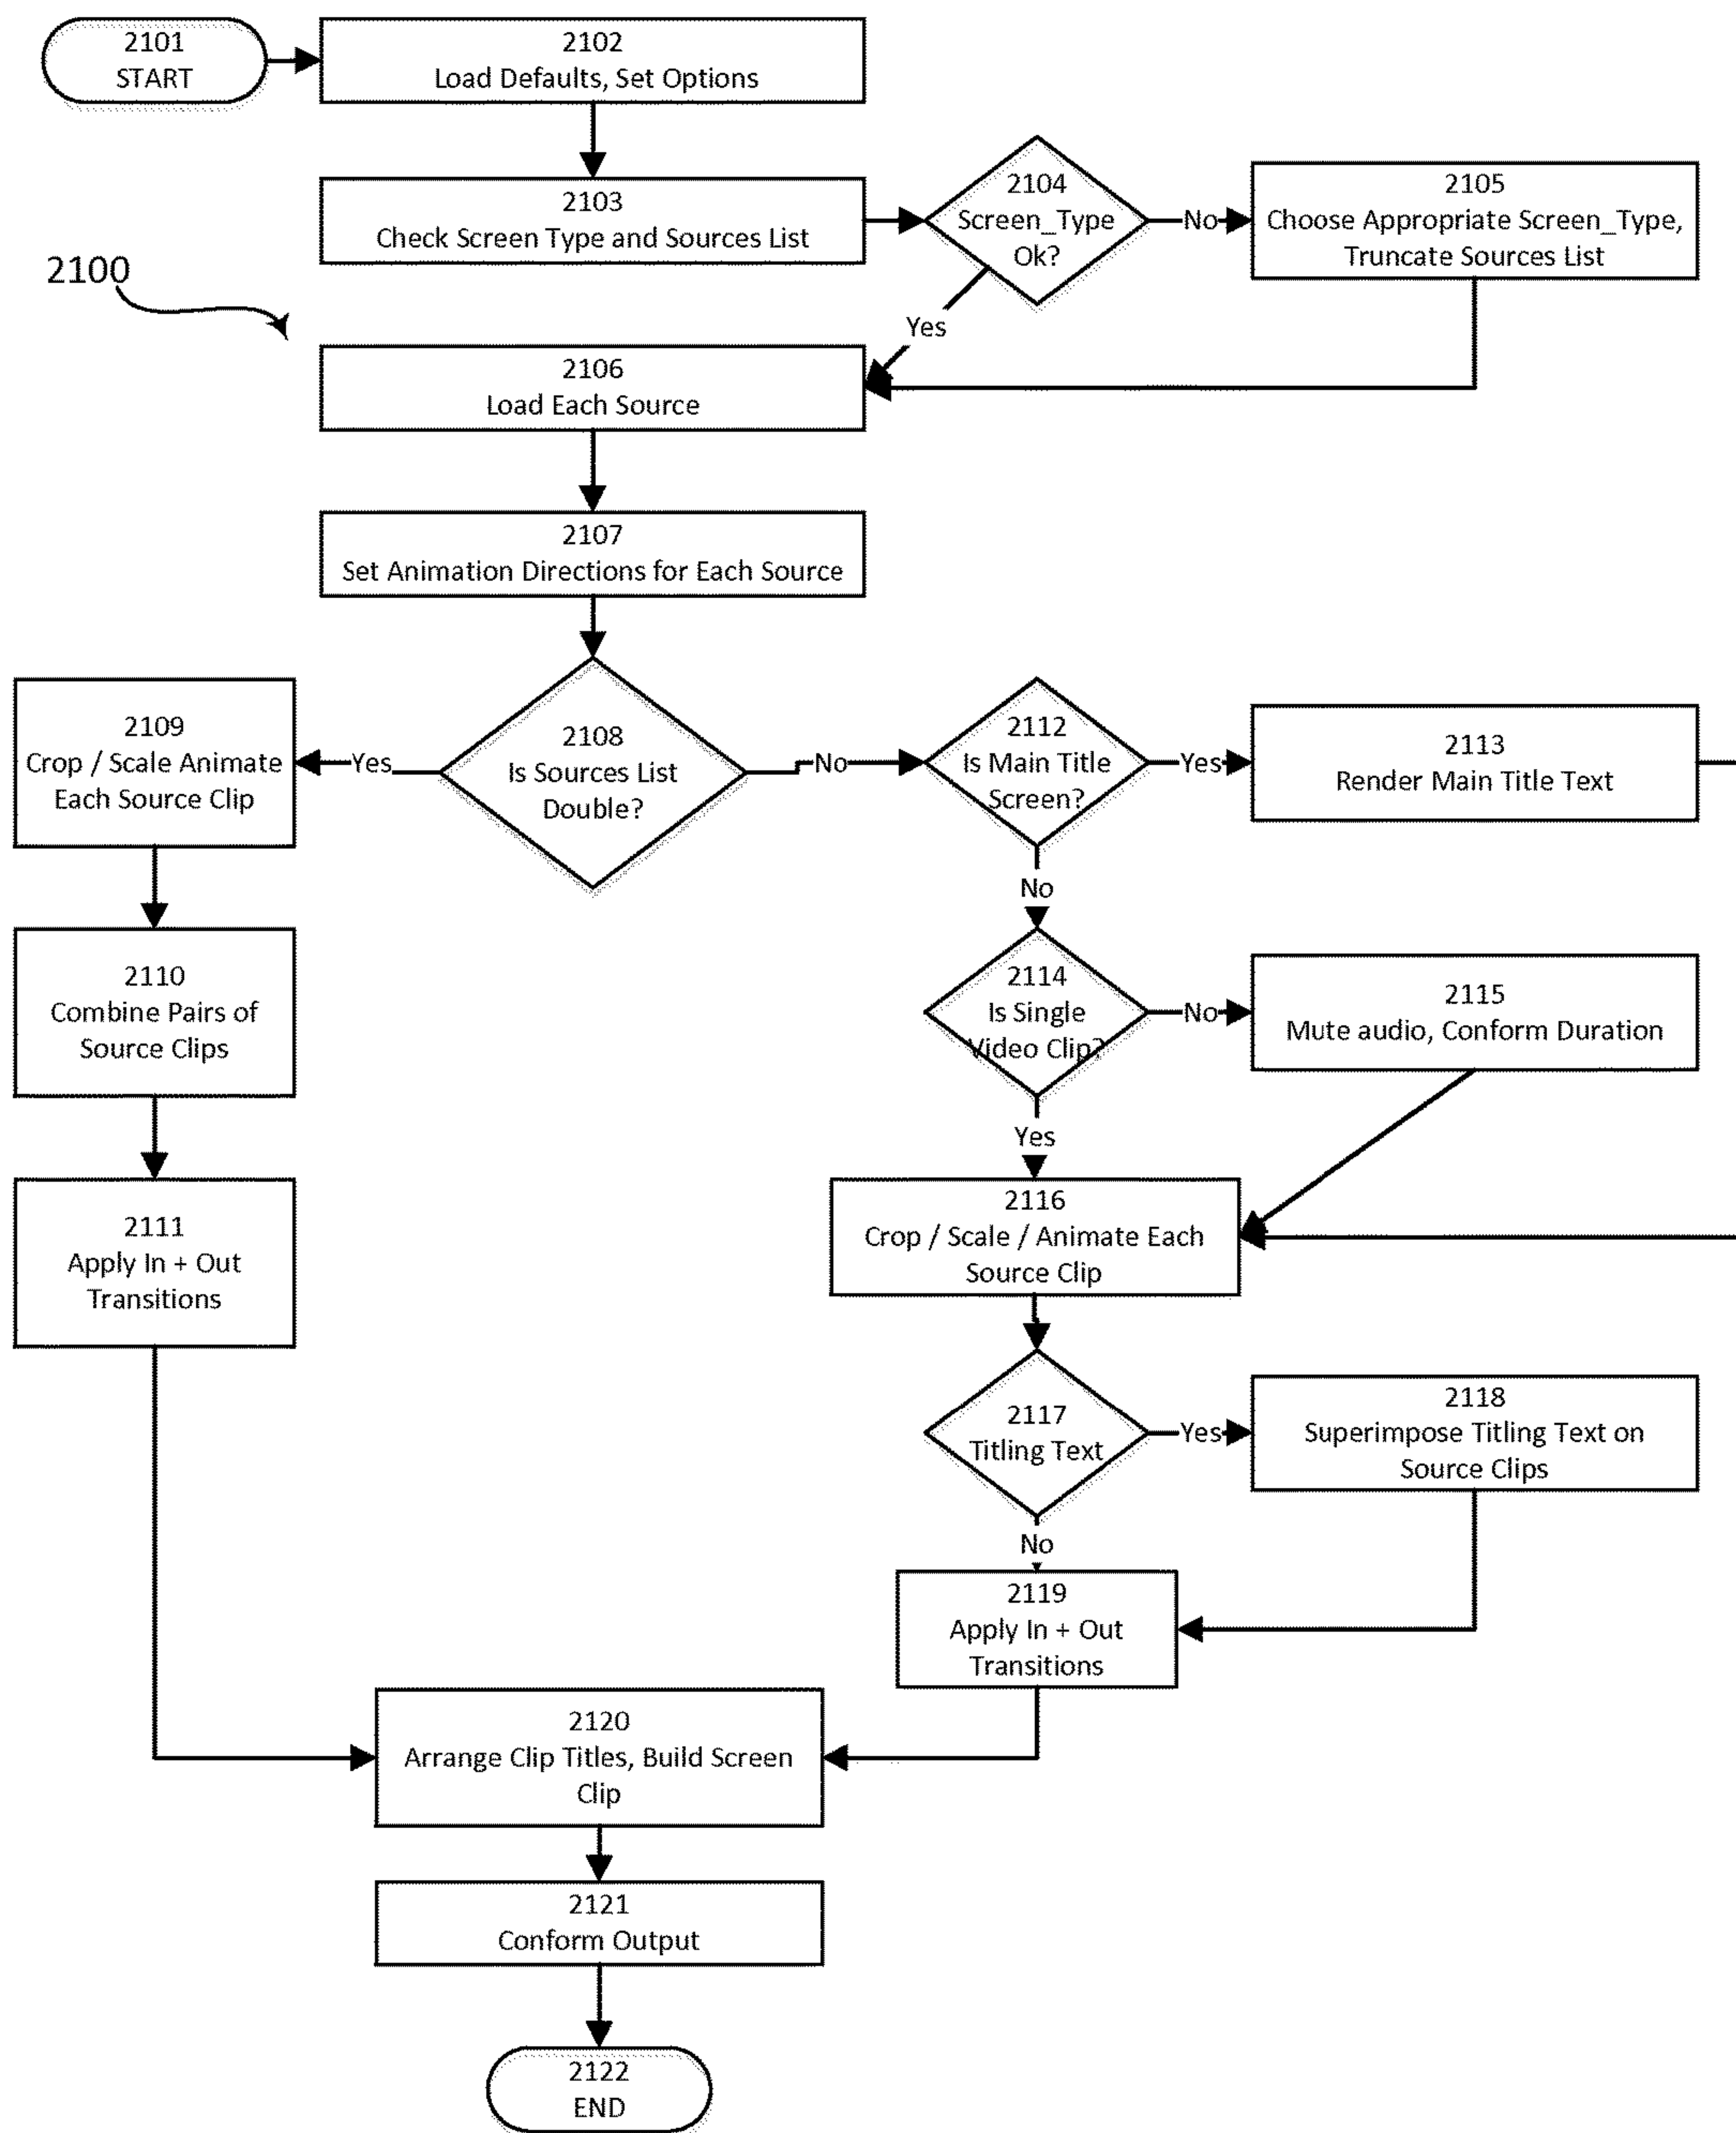 2101
START
2102
Load Defaults, Set Options
2103
Check Screen Type and Sources List
2104
Screen_Type
Ok?
No
2105
Choose Appropriate Screen_Type,
Truncate Sources List
2100
Yes
2106
Load Each Source
2107
Set Animation Directions for Each Source
2108
Is Sources List
Double?
Yes
2109
Crop / Scale Animate
Each Source Clip
2110
Combine Pairs of
Source Clips
2111
Apply In + Out
Transitions
No
2112
Is Main Title
Screen?
Yes
2113
Render Main Title Text
No
2114
Is Single
Video Clip?
No
2115
Mute audio, Conform Duration
Yes
2116
Crop / Scale / Animate Each
Source Clip
2117
Titling Text
Yes
2118
Superimpose Titling Text on
Source Clips
No
2119
Apply In + Out
Transitions
2120
Arrange Clip Titles, Build Screen
Clip
2121
Conform Output
2122
END